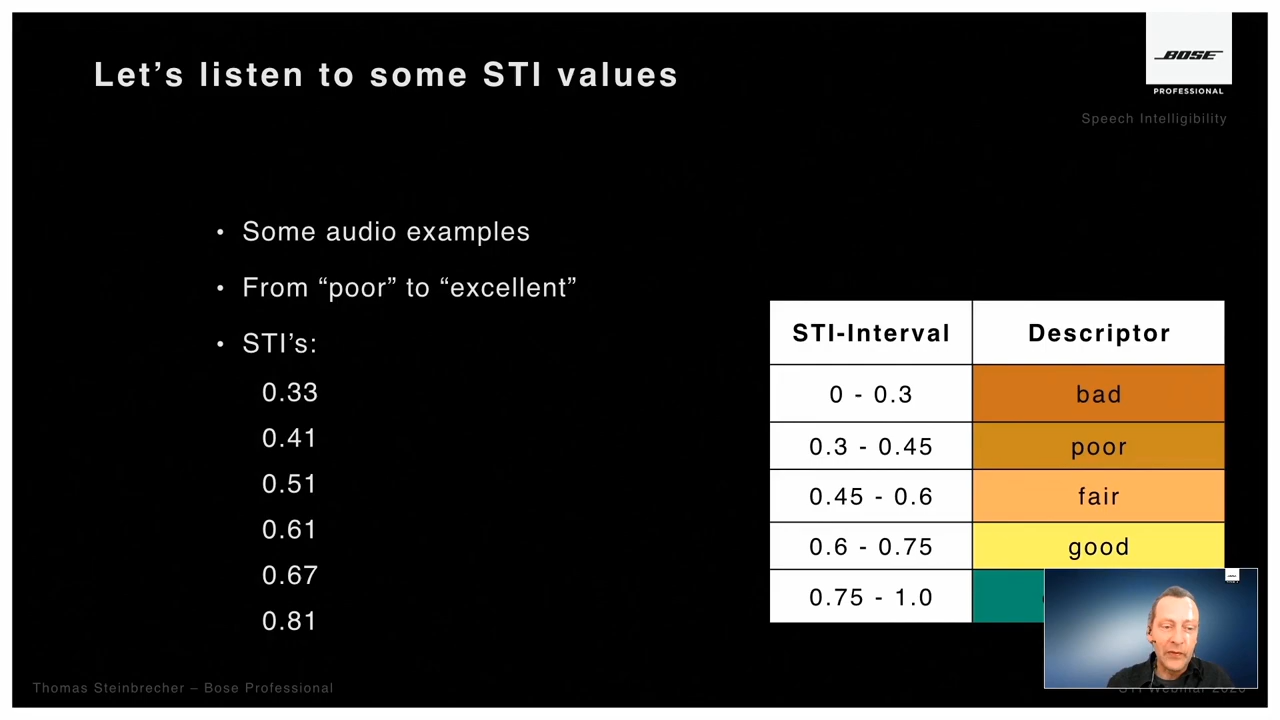 Let’s listen to some STI values
BOSE
PROFESSIONAL
Speech Intelligibility
• Some audio examples
• From “poor” to “excellent”
• STI’s:
0.33
0.41
0.51
0.61
0.67
0.81
STI-Interval Descriptor
0 - 0.3 bad
0.3 - 0.45 poor
0.45 - 0.6 fair
0.6 - 0.75 good
0.75 - 1.0
Thomas Steinbrecher – Bose Professional
STI Webinar